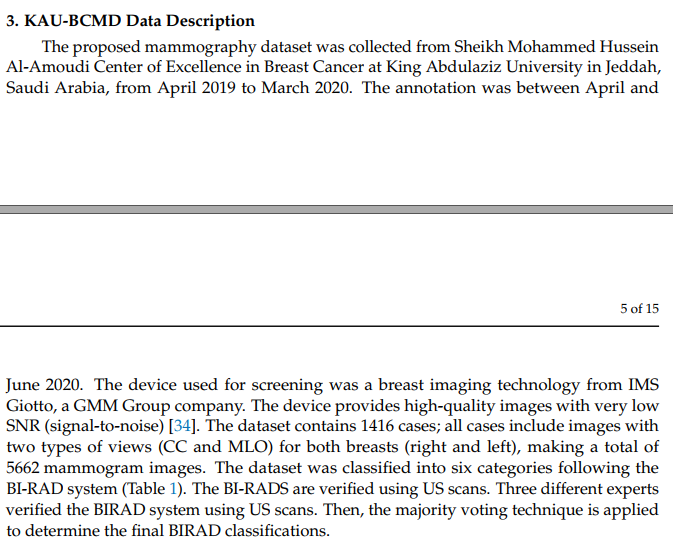 3. KAU-BCMD Data Description
The proposed mammography dataset was collected from Sheikh Mohammed Hussein
Al-Amoudi Center of Excellence in Breast Cancer at King Abdulaziz University in Jeddah,
Saudi Arabia, from April 2019 to March 2020. The annotation was between April and
5 of 15
June 2020. The device used for screening was a breast imaging technology from IMS
Giotto, a GMM Group company. The device provides high-quality images with very low
SNR (signal-to-noise) [34]. The dataset contains 1416 cases; all cases include images with
two types of views (CC and MLO) for both breasts (right and left), making a total of
5662 mammogram images. The dataset was classified into six categories following the
BI-RAD system (Table 1). The BI-RADS are verified using US scans. Three different experts
verified the BIRAD system using US scans. Then, the majority voting technique is applied
to determine the final BIRAD classifications.